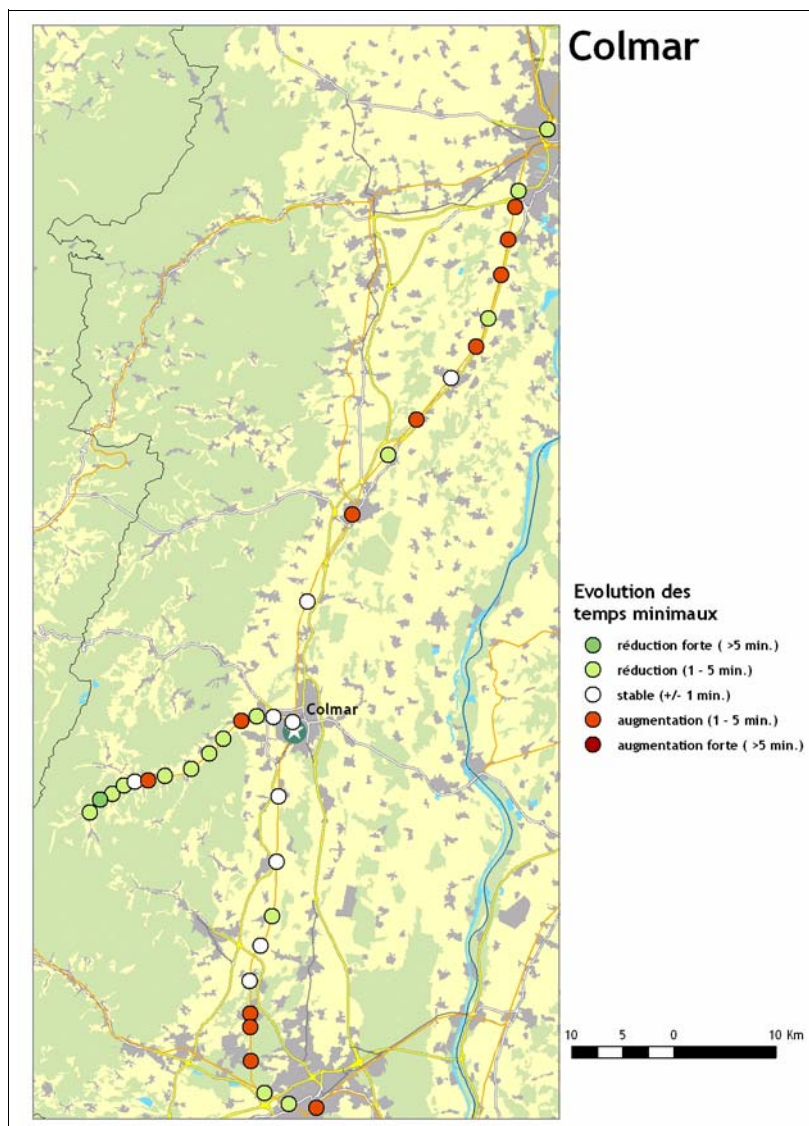 Colmar
Colmar
Evolution des
temps minimaux
réduction forte ( >5 min.)
réduction (1 - 5 min.)
stable (+/- 1 min.)
augmentation (1 - 5 min.)
augmentation forte ( >5 min.)
10 5 0 10 Km